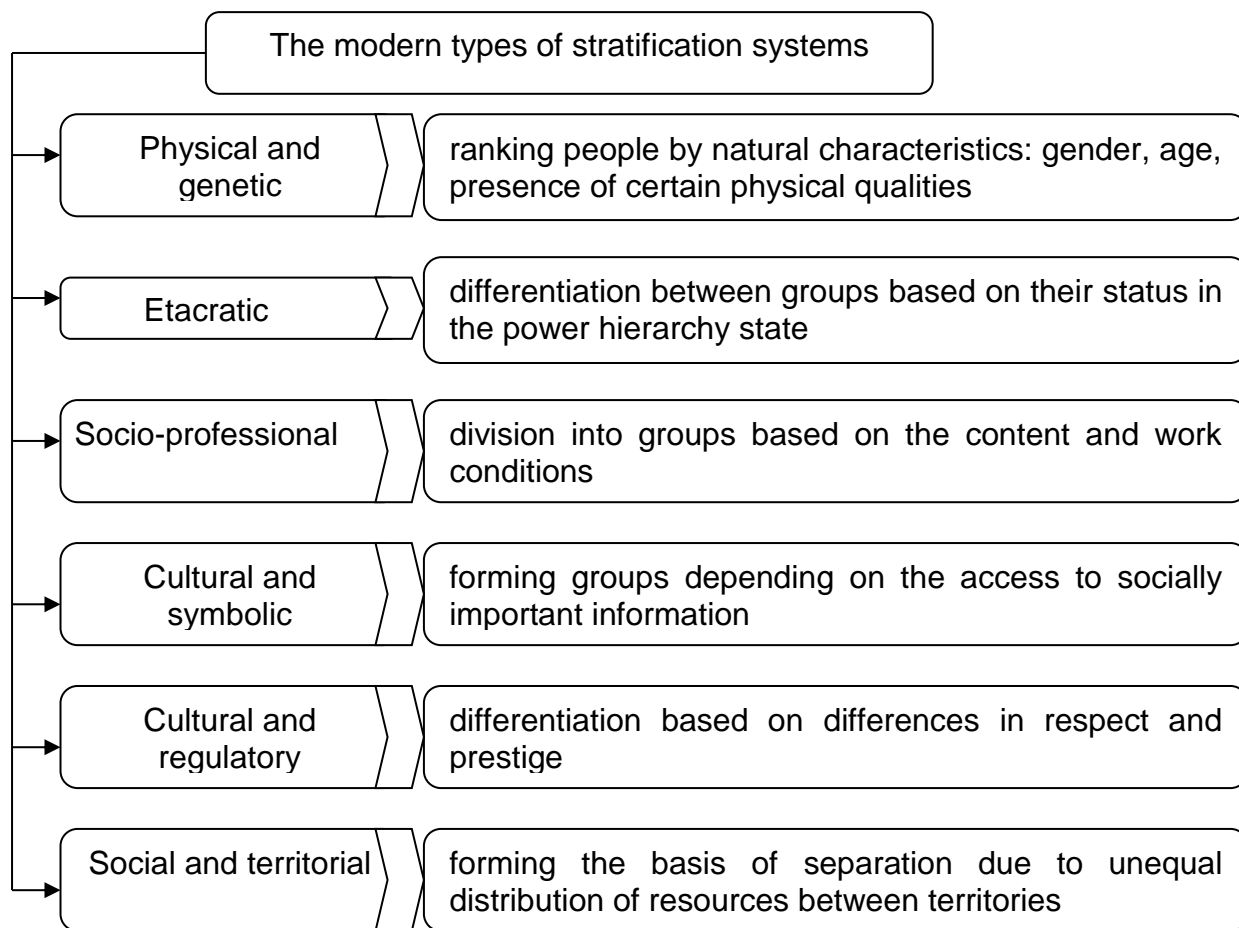 The modern types of stratification systems
Physical and
genetic
ranking people by natural characteristics: gender, age,
presence of certain physical qualities
Etacratic
differentiation between groups based on their status in
the power hierarchy state
Socio-professional
division into groups based on the content and work
conditions
Cultural and
symbolic
forming groups depending on the access to socially
important information
Cultural and
regulatory
differentiation based on differences in respect and
prestige
Social and territorial
forming the basis of separation due to unequal
distribution of resources between territories